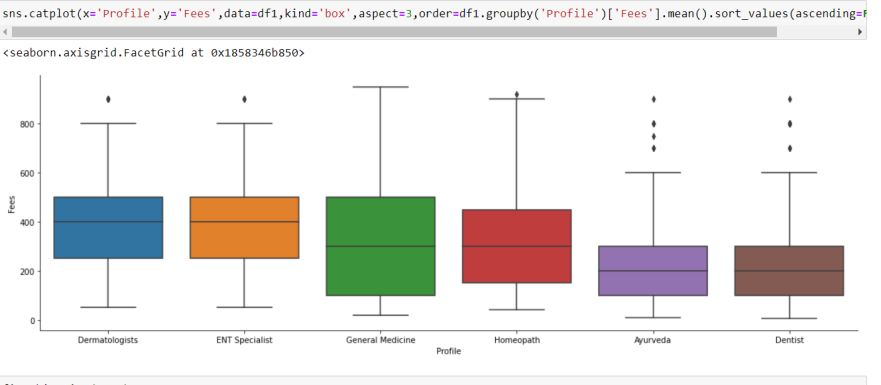 sns.catplot(x='Profile',y='Fees',data=df1,kind='box',aspect=3,order=df1.groupby('Profile')['Fees'].mean().sort_values(ascending=F
<seaborn.axisgrid.FacetGrid at 0x1858346b850>
800
600
Fees
400
200
0
Dermatologists ENT Specialist General Medicine Homeopath Ayurveda Dentist
Profile